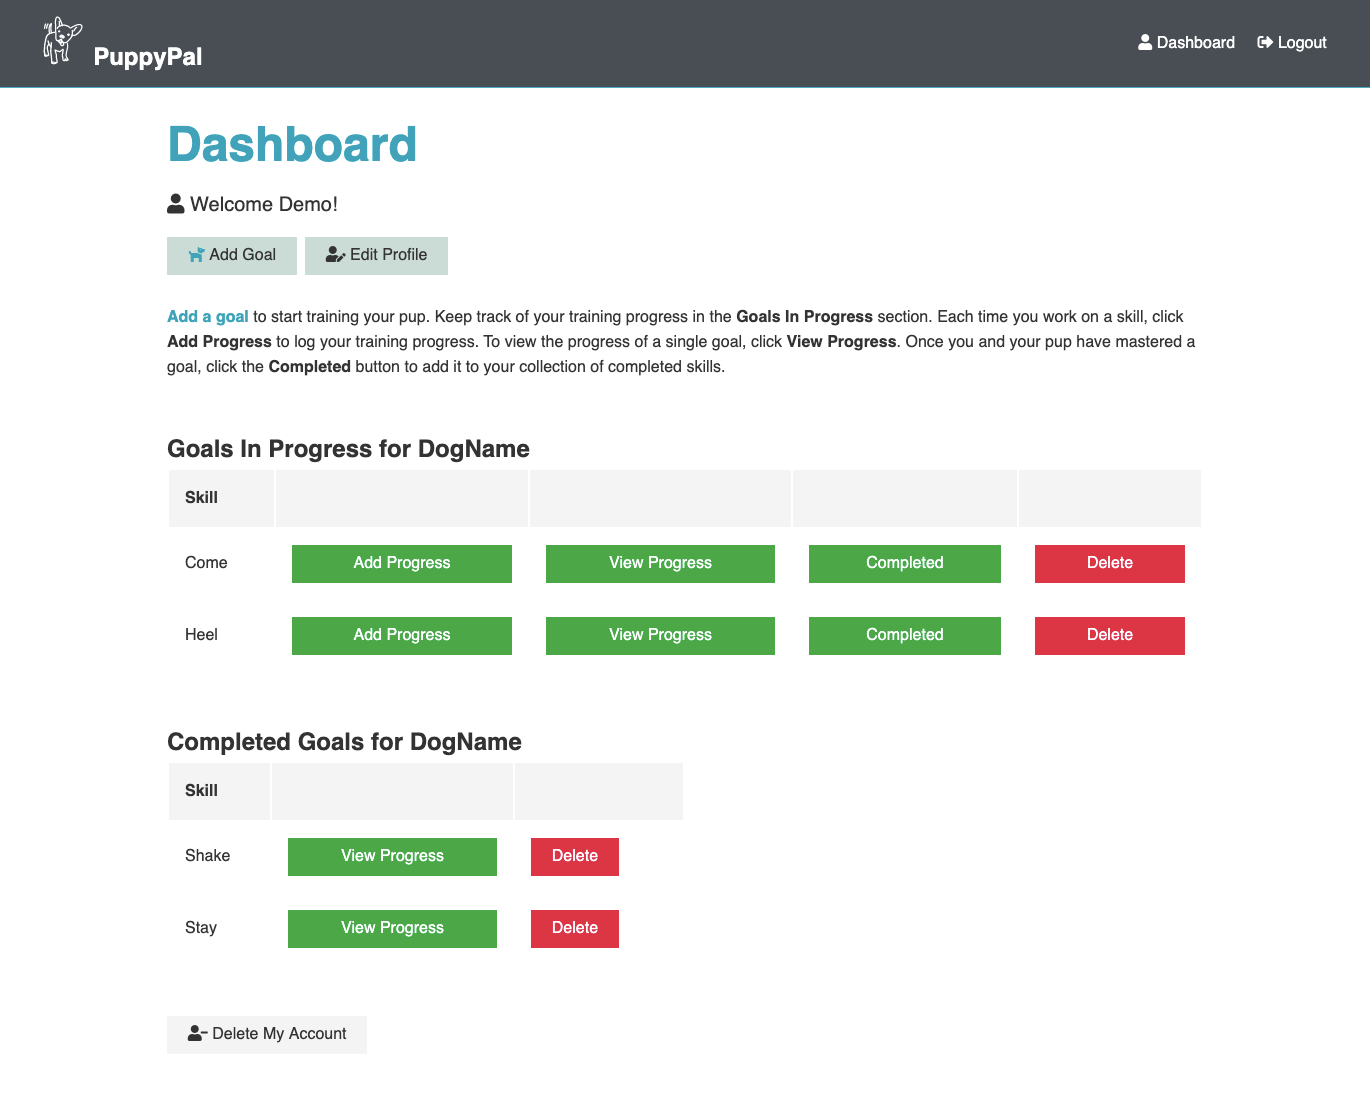 PuppyPal
Dashboard Logout
Dashboard
Welcome Demo!
Add Goal Edit Profile
Add a goal to start training your pup. Keep track of your training progress in the Goals In Progress section. Each time you work on a skill, click
Add Progress to log your training progress. To view the progress of a single goal, click View Progress. Once you and your pup have mastered a
goal, click the Completed button to add it to your collection of completed skills.
Goals In Progress for DogName
Skill
Come Add Progress View Progress Completed Delete
Heel Add Progress View Progress Completed Delete
Completed Goals for DogName
Skill
Shake View Progress Delete
Stay View Progress Delete
Delete My Account